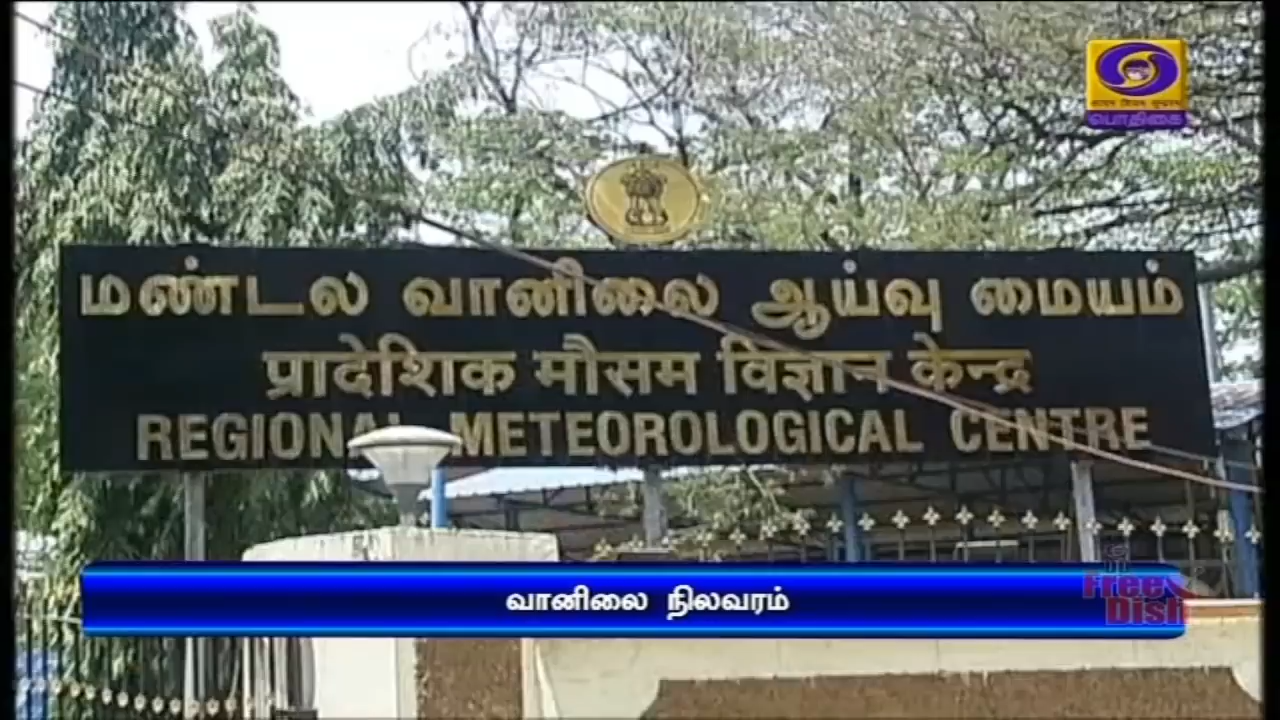 பொதிகை
மண்டல வானிலை ஆய்வு மையம்
प्रादेशिक मौसम विज्ञान केन्द्र
REGIONAL METEOROLOGICAL CENTRE
வானிலை நிலவரம்
Free
Dish